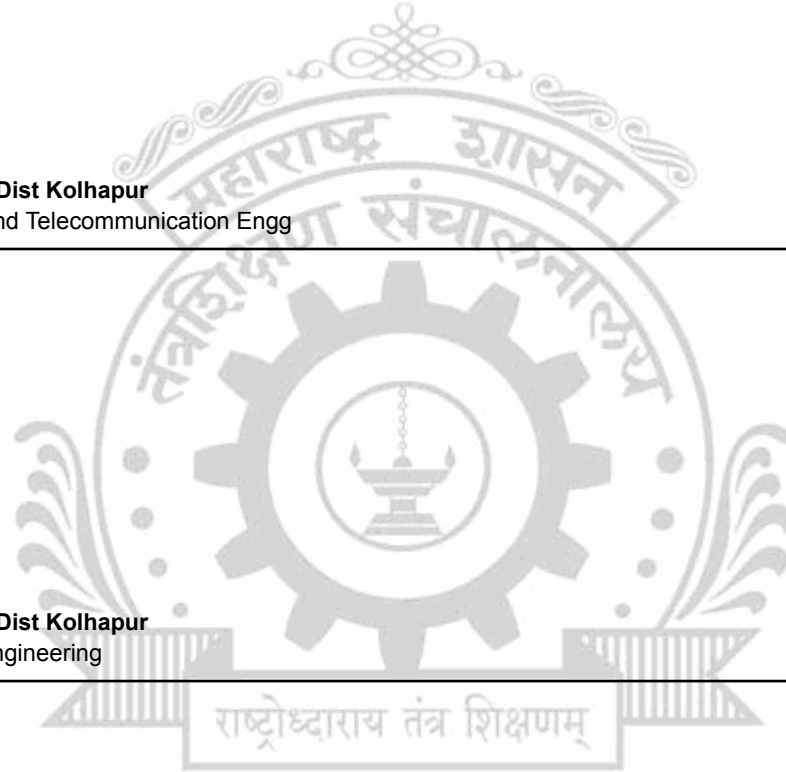 महाराष्ट्र शासन
Dist Kolhapur
nd Telecommunication Engg
तंत्रशिक्षण संचालनालय
Dist Kolhapur
ngineering
राष्ट्रोध्दाराय तंत्र शिक्षणम्